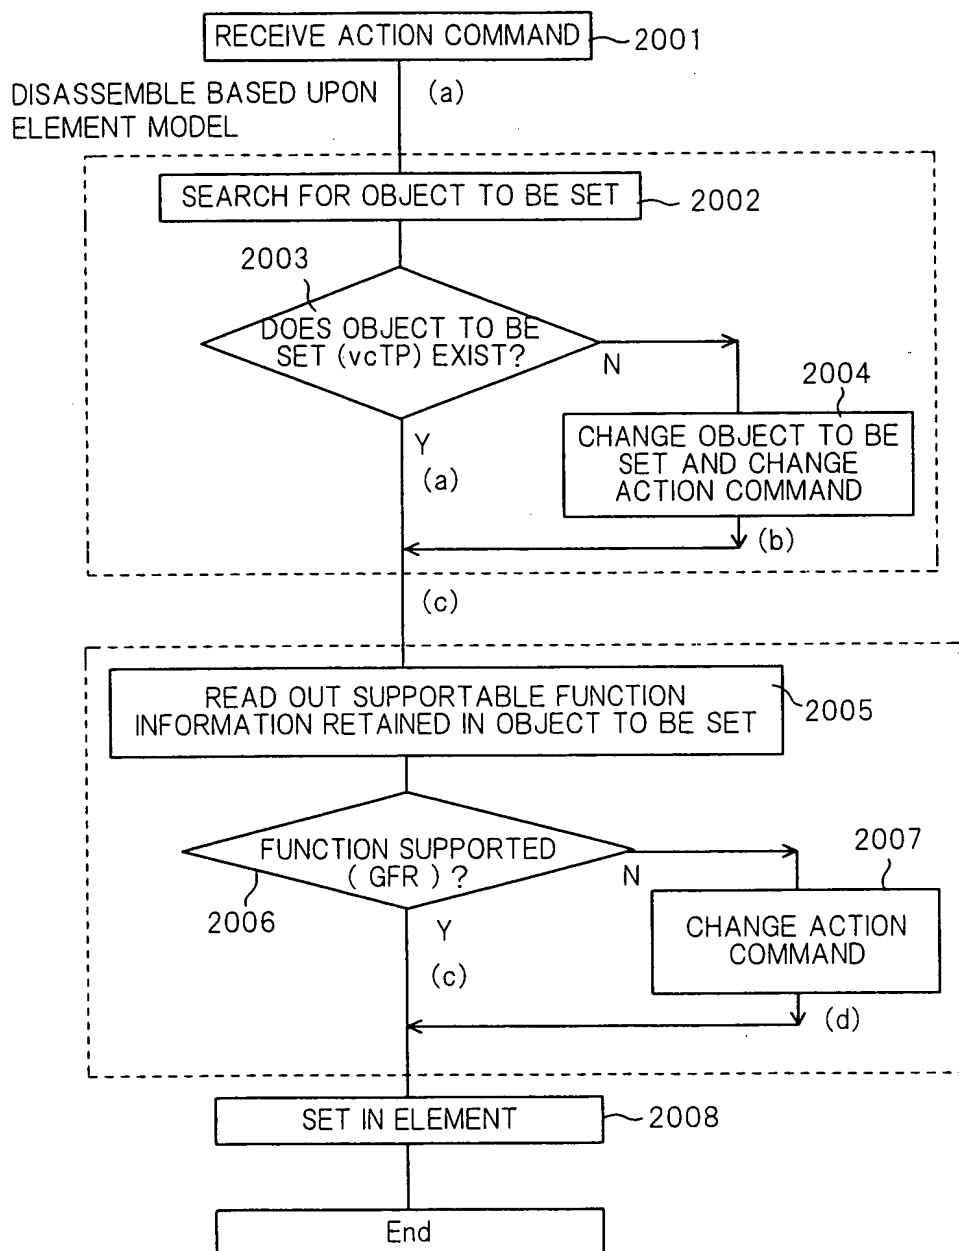 RECEIVE ACTION COMMAND
2001
DISASSEMBLE BASED UPON
ELEMENT MODEL
(a)
SEARCH FOR OBJECT TO BE SET
2002
2003
DOES OBJECT TO BE
SET (vcTP) EXIST?
N
2004
CHANGE OBJECT TO BE
SET AND CHANGE
ACTION COMMAND
Y
(a)
(b)
(c)
READ OUT SUPPORTABLE FUNCTION
INFORMATION RETAINED IN OBJECT TO BE SET
2005
FUNCTION SUPPORTED
( GFR ) ?
2006
N
2007
CHANGE ACTION
COMMAND
Y
(c)
(d)
SET IN ELEMENT
2008
End